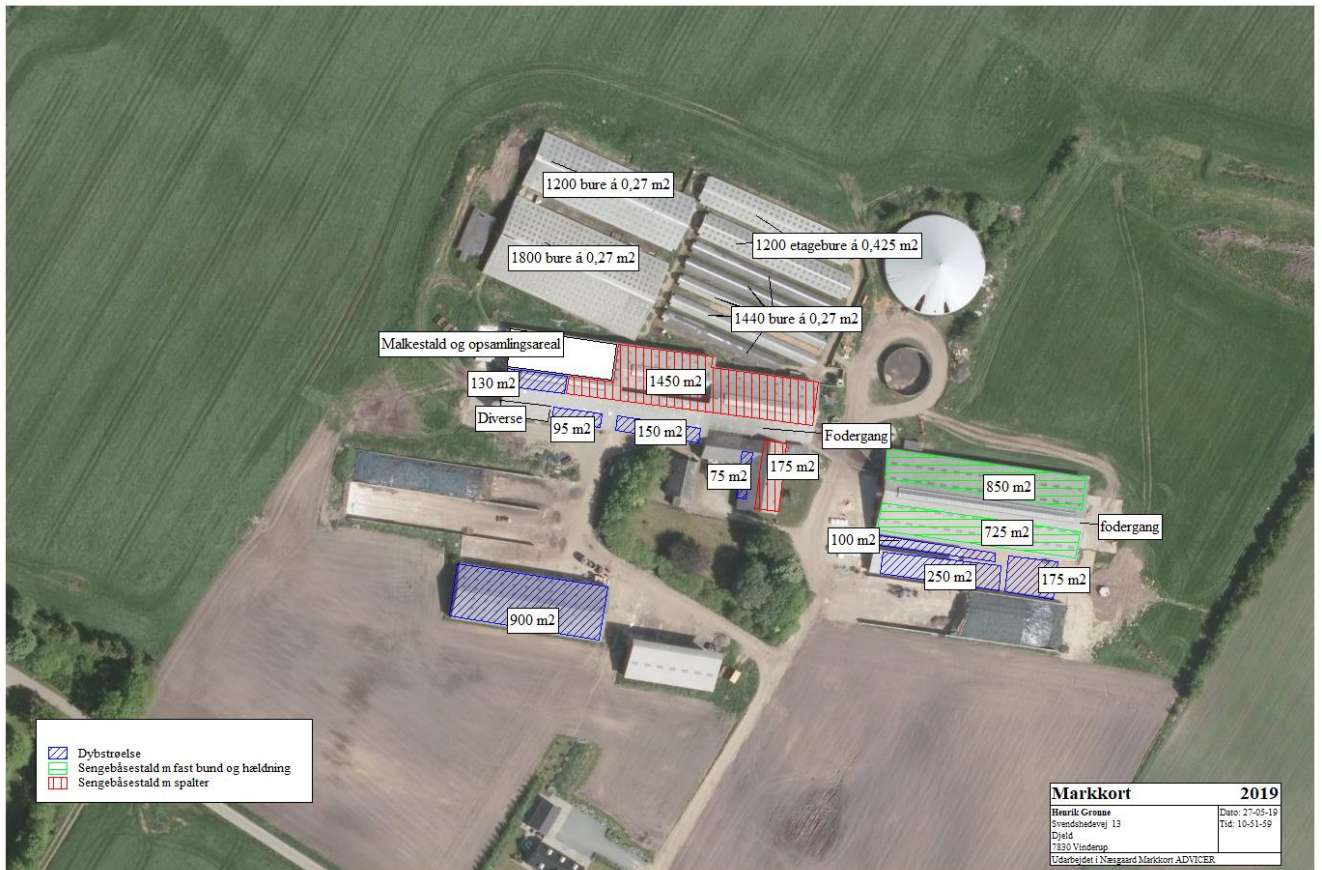 1200 bure á 0,27 m2
1200 etagebure á 0,425 m2
1800 bure á 0,27 m2
1440 bure á 0,27 m2
Malkestald og opsamlingsareal
130 m2
1450 m2
Diverse
95 m2
150 m2
Fodergang
75 m2
175 m2
850 m2
fodergang
725 m2
100 m2
250 m2
175 m2
900 m2
Dybstrøelse
Sengebåsestald m fast bund og hældning
Sengebåsestald m spalter
Markkort 2019
Henrik Grønne Dato: 27-05-19
Svendshedevej 13 Tid: 10-51-59
Djeld
7830 Vinderup
Udarbejdet i Næsgaard Markkort ADVICER